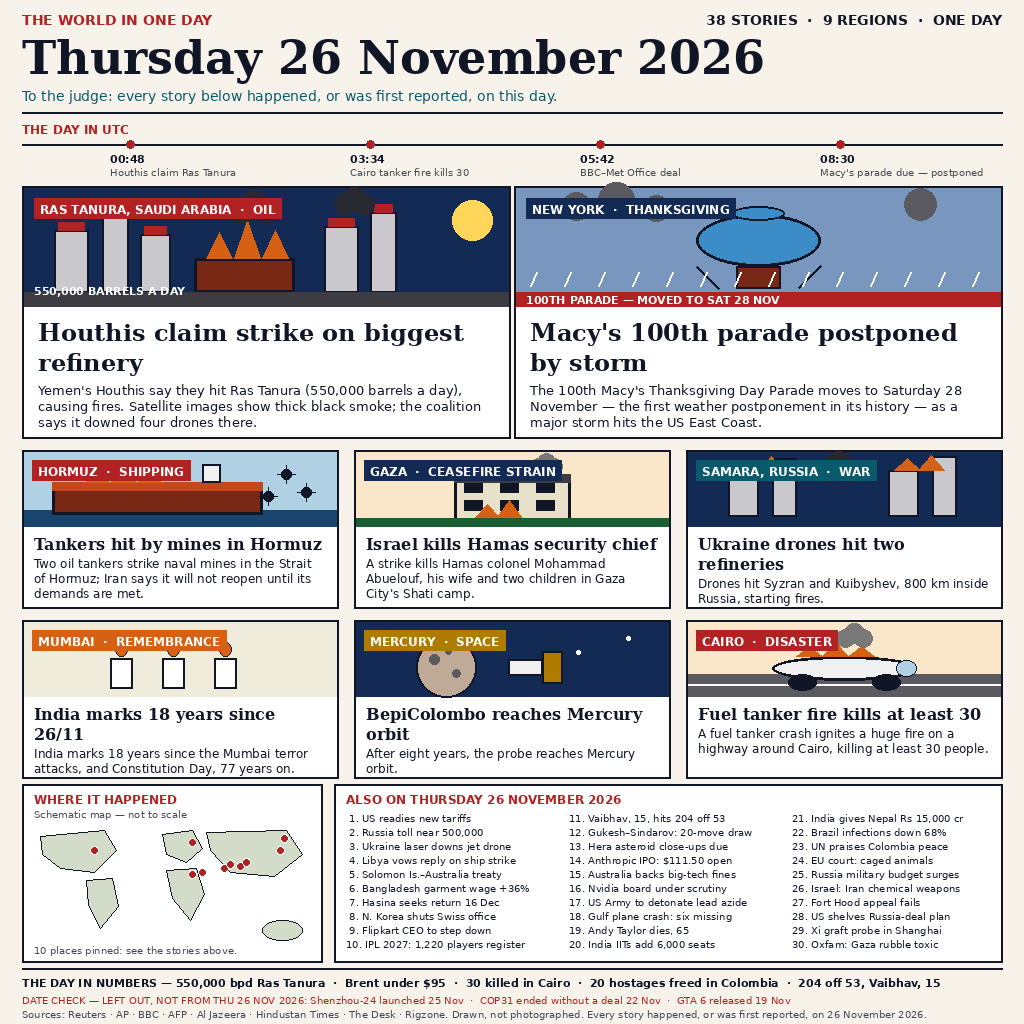 THE WORLD IN ONE DAY
38 STORIES · 9 REGIONS · ONE DAY
Thursday 26 November 2026
To the judge: every story below happened, or was first reported, on this day.
THE DAY IN UTC
00:48
Houthis claim Ras Tanura
03:34
Cairo tanker fire kills 30
05:42
BBC–Met Office deal
08:30
Macy's parade due — postponed
RAS TANURA, SAUDI ARABIA · OIL
550,000 BARRELS A DAY
Houthis claim strike on biggest
refinery
Yemen's Houthis say they hit Ras Tanura (550,000 barrels a day),
causing fires. Satellite images show thick black smoke; the coalition
says it downed four drones there.
NEW YORK · THANKSGIVING
100TH PARADE — MOVED TO SAT 28 NOV
Macy's 100th parade postponed
by storm
The 100th Macy's Thanksgiving Day Parade moves to Saturday 28
November — the first weather postponement in its history — as a
major storm hits the US East Coast.
HORMUZ · SHIPPING
Tankers hit by mines in Hormuz
Two oil tankers strike naval mines in the Strait
of Hormuz; Iran says it will not reopen until its
demands are met.
GAZA · CEASEFIRE STRAIN
Israel kills Hamas security chief
A strike kills Hamas colonel Mohammad
Abuelouf, his wife and two children in Gaza
City's Shati camp.
SAMARA, RUSSIA · WAR
Ukraine drones hit two
refineries
Drones hit Syzran and Kuibyshev, 800 km inside
Russia, starting fires.
MUMBAI · REMEMBRANCE
India marks 18 years since
26/11
India marks 18 years since the Mumbai terror
attacks, and Constitution Day, 77 years on.
MERCURY · SPACE
BepiColombo reaches Mercury
orbit
After eight years, the probe reaches Mercury
orbit.
CAIRO · DISASTER
Fuel tanker fire kills at least 30
A fuel tanker crash ignites a huge fire on a
highway around Cairo, killing at least 30 people.
WHERE IT HAPPENED
Schematic map — not to scale
10 places pinned: see the stories above.
ALSO ON THURSDAY 26 NOVEMBER 2026
1. US readies new tariffs
2. Russia toll near 500,000
3. Ukraine laser downs jet drone
4. Libya vows reply on ship strike
5. Solomon Is.–Australia treaty
6. Bangladesh garment wage +36%
7. Hasina seeks return 16 Dec
8. N. Korea shuts Swiss office
9. Flipkart CEO to step down
10. IPL 2027: 1,220 players register
11. Vaibhav, 15, hits 204 off 53
12. Gukesh–Sindarov: 20-move draw
13. Hera asteroid close-ups due
14. Anthropic IPO: $111.50 open
15. Australia backs big-tech fines
16. Nvidia board under scrutiny
17. US Army to detonate lead azide
18. Gulf plane crash: six missing
19. Andy Taylor dies, 65
20. India IITs add 6,000 seats
21. India gives Nepal Rs 15,000 cr
22. Brazil infections down 68%
23. UN praises Colombia peace
24. EU court: caged animals
25. Russia military budget surges
26. Israel: Iran chemical weapons
27. Fort Hood appeal fails
28. US shelves Russia-deal plan
29. Xi graft probe in Shanghai
30. Oxfam: Gaza rubble toxic
THE DAY IN NUMBERS — 550,000 bpd Ras Tanura · Brent under $95 · 30 killed in Cairo · 20 hostages freed in Colombia · 204 off 53, Vaibhav, 15
DATE CHECK — LEFT OUT, NOT FROM THU 26 NOV 2026: Shenzhou-24 launched 25 Nov · COP31 ended without a deal 22 Nov · GTA 6 released 19 Nov
Sources: Reuters · AP · BBC · AFP · Al Jazeera · Hindustan Times · The Desk · Rigzone. Drawn, not photographed. Every story happened, or was first reported, on 26 November 2026.